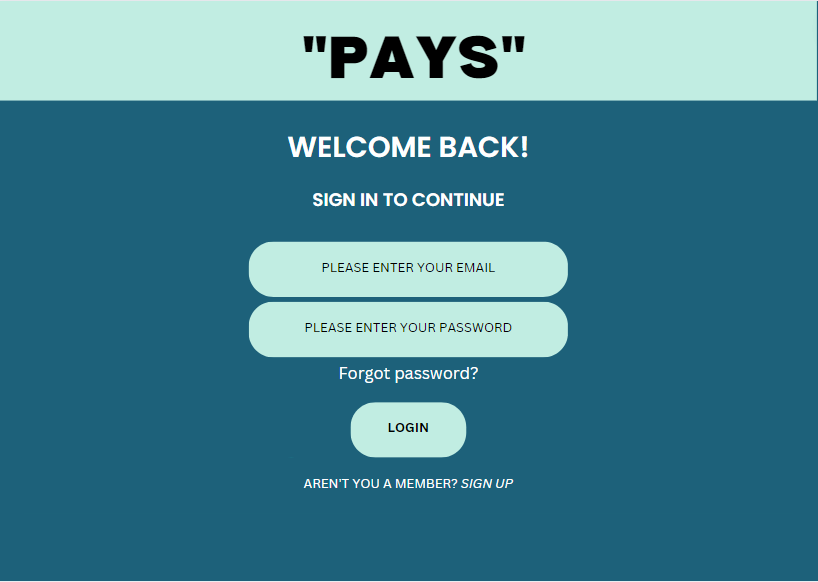 "PAYS"
WELCOME BACK!
SIGN IN TO CONTINUE
PLEASE ENTER YOUR EMAIL
PLEASE ENTER YOUR PASSWORD
Forgot password?
LOGIN
AREN'T YOU A MEMBER? SIGN UP